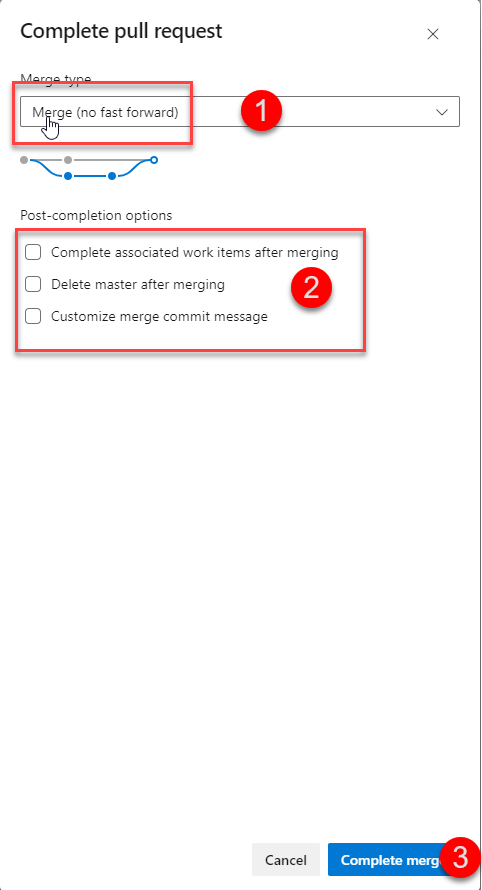 Complete pull request
Merge type
Merge (no fast forward)
1
Post-completion options
Complete associated work items after merging
Delete master after merging
2
Customize merge commit message
Cancel
Complete merg
3